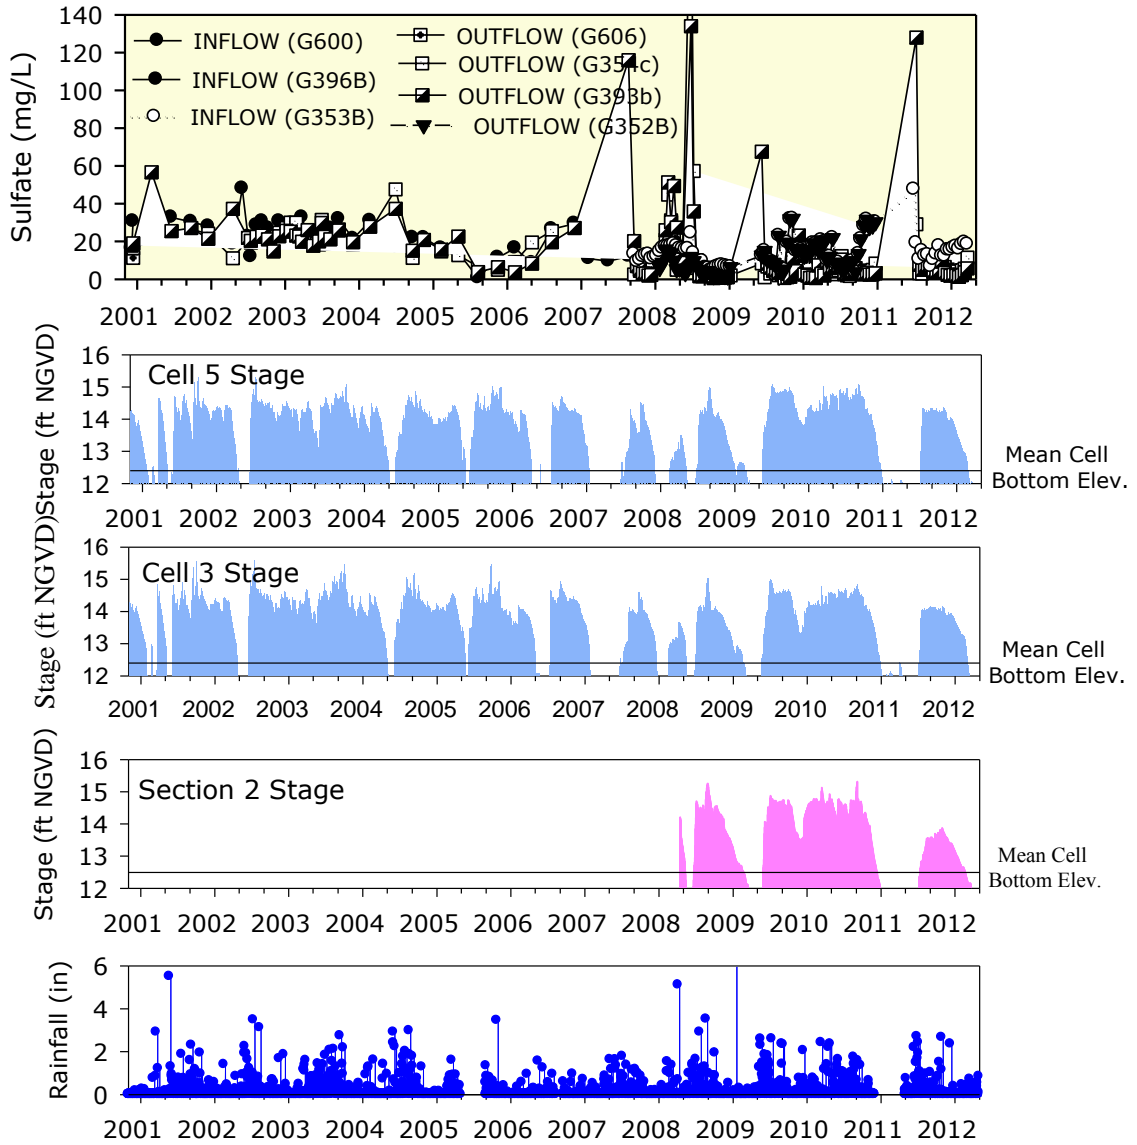 140
120
100
80
60
40
20
0
Sulfate (mg/L)
INFLOW (G600)
INFLOW (G396B)
INFLOW (G353B)
OUTFLOW (G606)
OUTFLOW (G354c)
OUTFLOW (G393b)
OUTFLOW (G352B)
2001 2002 2003 2004 2005 2006 2007 2008 2009 2010 2011 2012
16
15
14
13
12
Stage (ft NGVD)
Cell 5 Stage
Mean Cell
Bottom Elev.
2001 2002 2003 2004 2005 2006 2007 2008 2009 2010 2011 2012
16
15
14
13
12
Stage (ft NGVD)
Cell 3 Stage
Mean Cell
Bottom Elev.
2001 2002 2003 2004 2005 2006 2007 2008 2009 2010 2011 2012
16
15
14
13
12
Stage (ft NGVD)
Section 2 Stage
Mean Cell
Bottom Elev.
2001 2002 2003 2004 2005 2006 2007 2008 2009 2010 2011 2012
6
4
2
0
Rainfall (in)
2001 2002 2003 2004 2005 2006 2007 2008 2009 2010 2011 2012